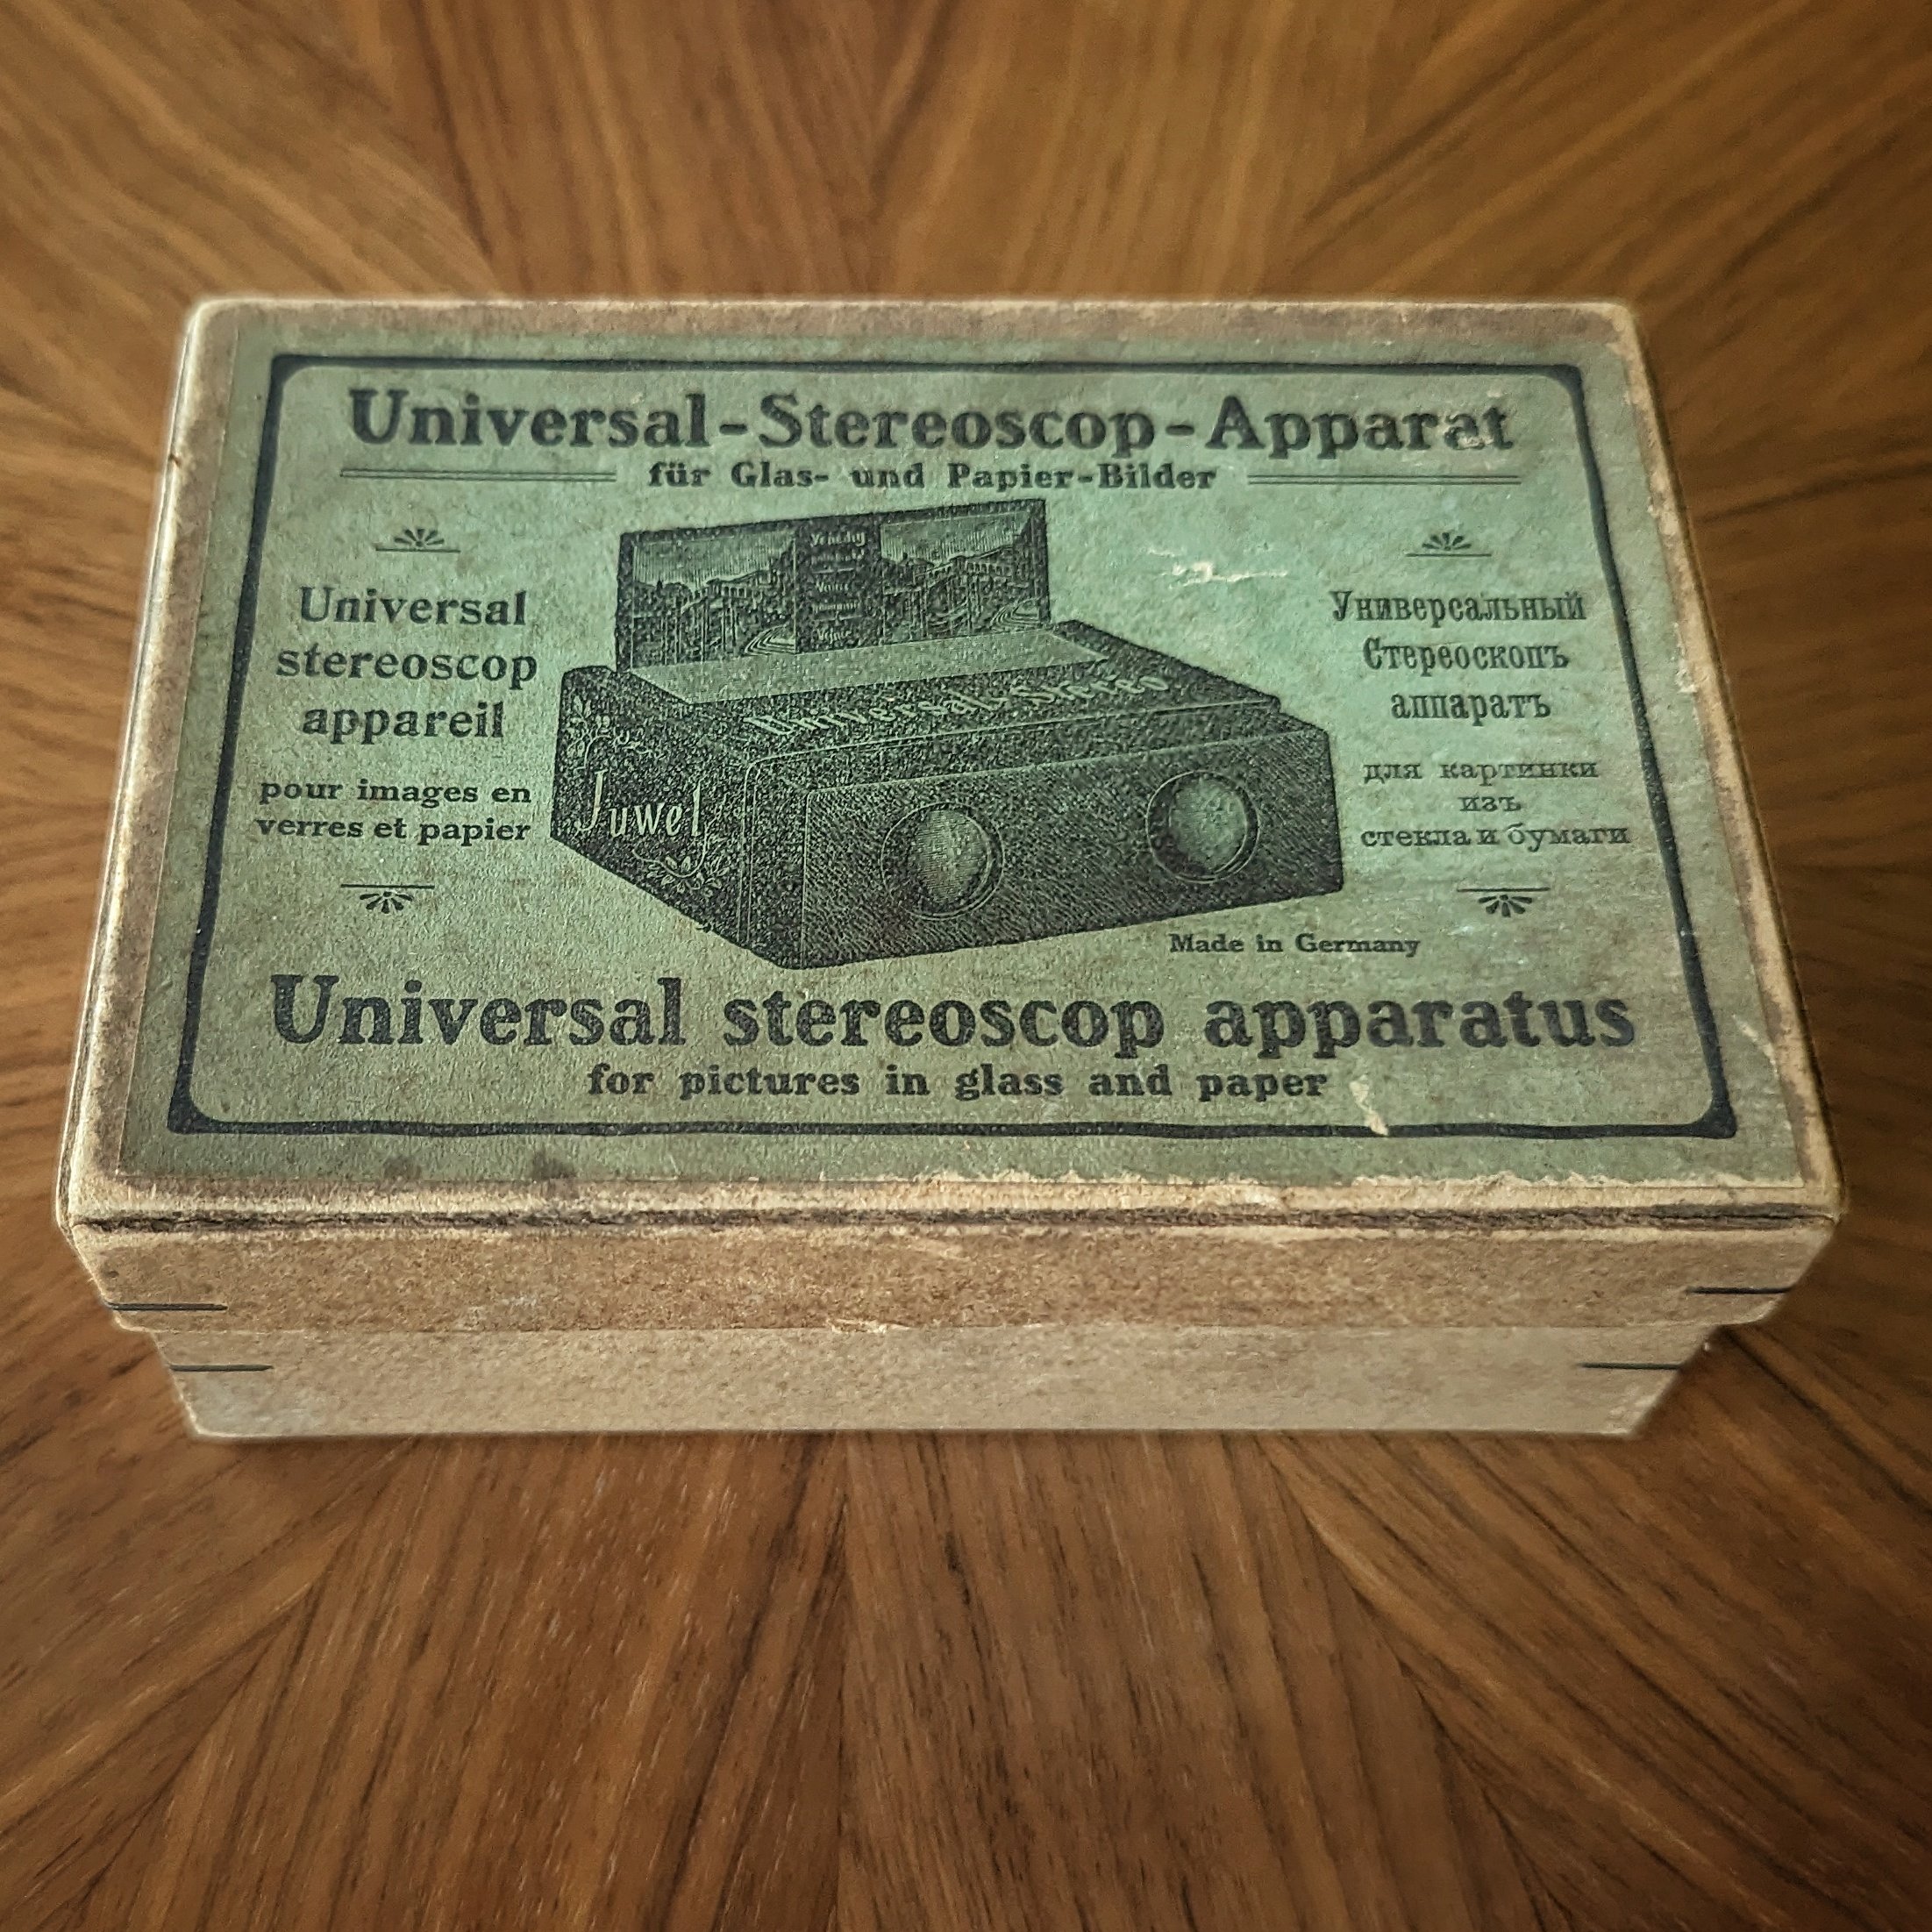 Universal-Stereoscop-Apparat
für Glas- und Papier-Bilder
Universal
stereoscop
appareil
pour images en
verres et papier
Universal-Stereo
Juwel
Универсальный
Стереоскопъ
аппаратъ
для картинки
изъ
стекла и бумаги
Made in Germany
Universal stereoscop apparatus
for pictures in glass and paper